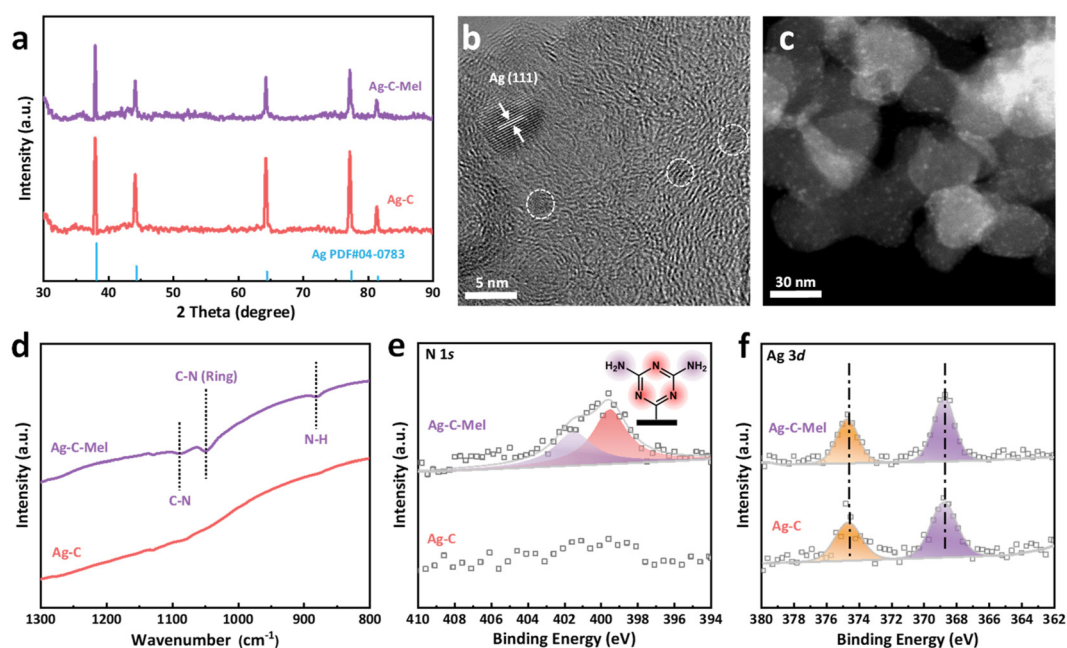 a
Intensity (a.u.)
Ag-C-Mel
Ag-C
Ag PDF#04-0783
30 40 50 60 70 80 90
2 Theta (degree)
b
Ag (111)
5 nm
c
30 nm
d
Intensity (a.u.)
C-N (Ring)
Ag-C-Mel
N-H
C-N
Ag-C
1300 1200 1100 1000 900 800
Wavenumber (cm⁻¹)
e
Intensity (a.u.)
N 1s
H₂N N NH₂
N N
Ag-C-Mel
Ag-C
410 408 406 404 402 400 398 396 394
Binding Energy (eV)
f
Intensity (a.u.)
Ag 3d
Ag-C-Mel
Ag-C
380 378 376 374 372 370 368 366 364 362
Binding Energy (eV)